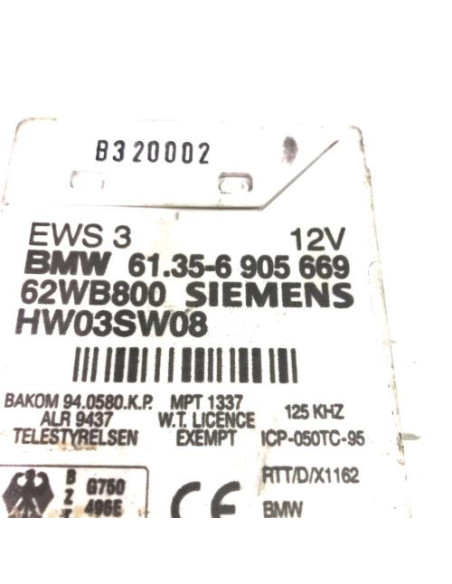 B320002
EWS 3 12V
BMW 61.35-6 905 669
62WB800 SIEMENS
HW03SW08
BAKOM 94.0580.K.P. MPT 1337
ALR 9437 W.T. LICENCE 125 KHZ
TELESTYRELSEN EXEMPT ICP-050TC-95
B G750 RTT/D/X1162
Z 496E CE BMW